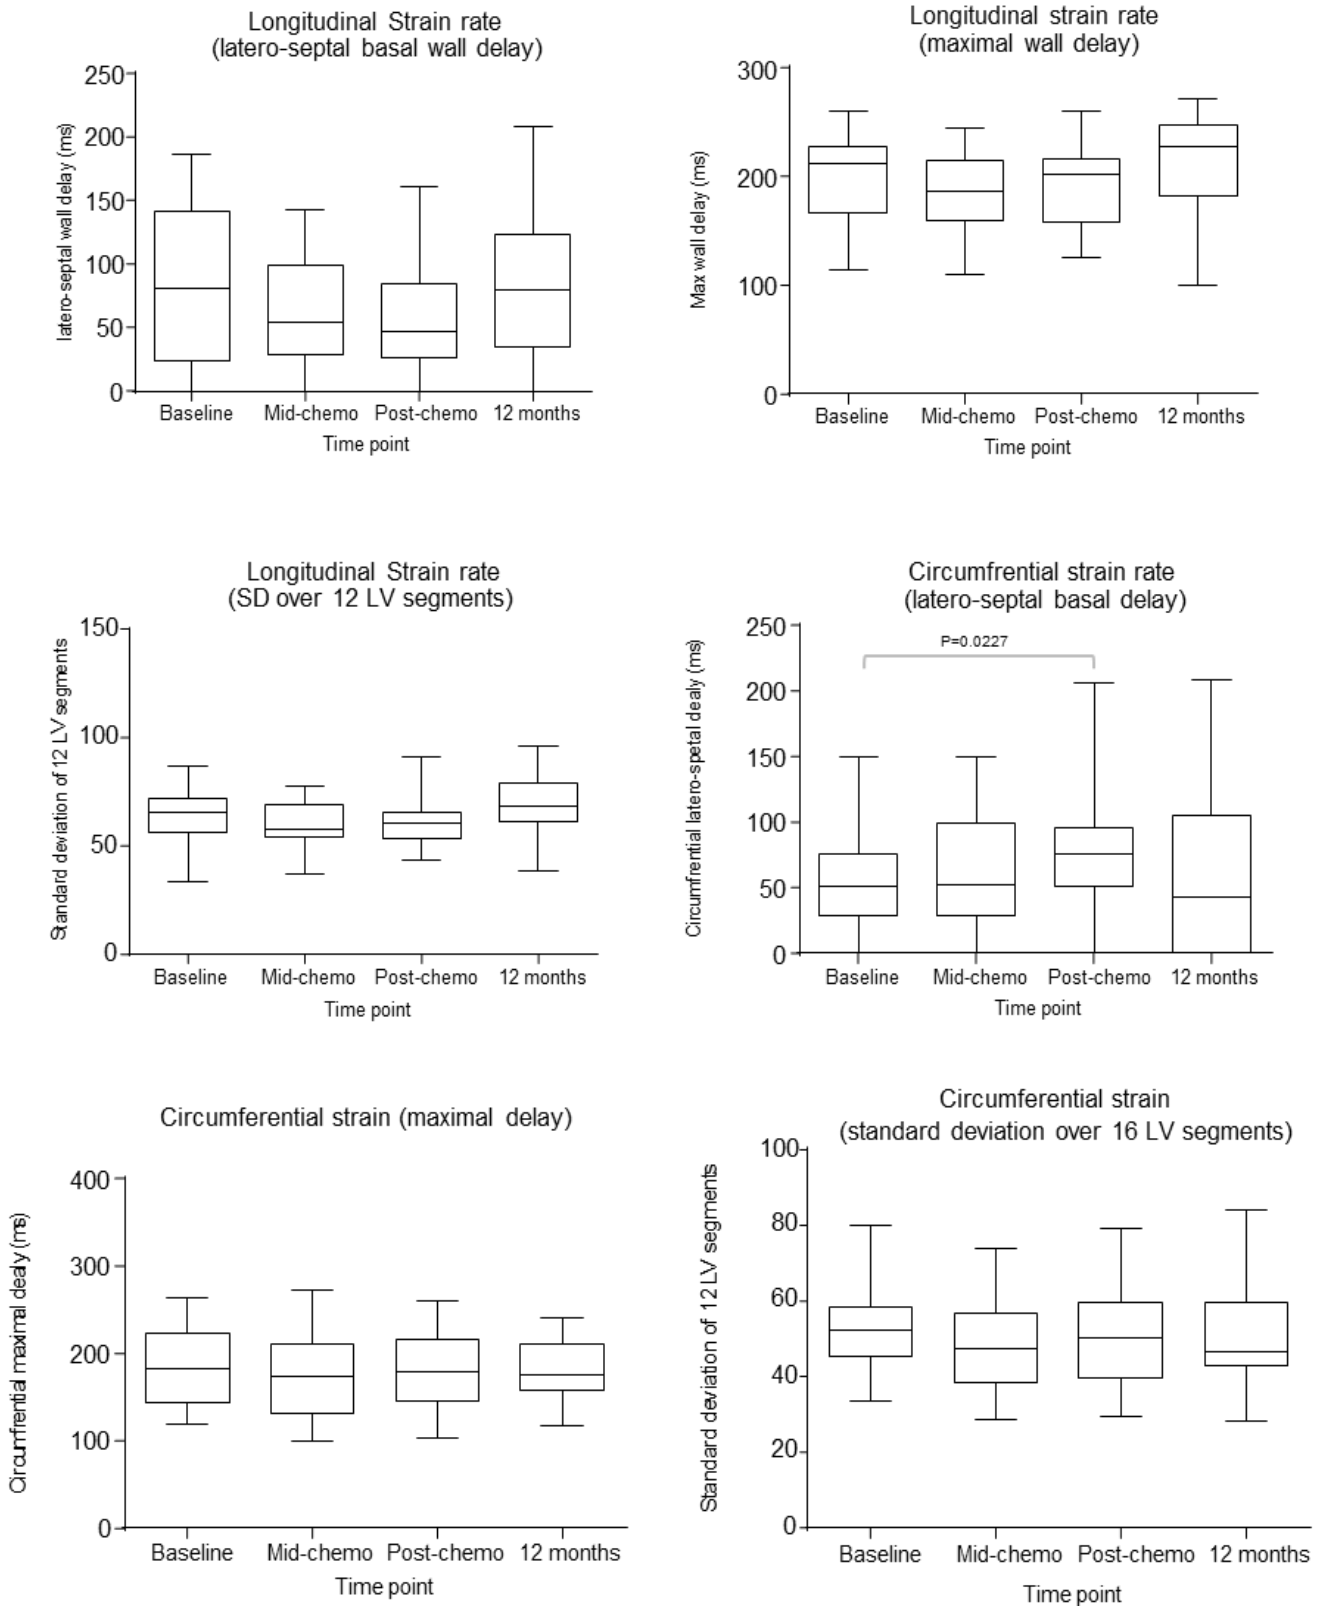 Longitudinal Strain rate
(latero-septal basal wall delay)
250
200
150
100
50
0
latero-septal wall delay (ms)
Baseline Mid-chemo Post-chemo 12 months
Time point
Longitudinal strain rate
(maximal wall delay)
300
200
100
0
Max wall delay (ms)
Baseline Mid-chemo Post-chemo 12 months
Time point
Longitudinal Strain rate
(SD over 12 LV segments)
150
100
50
0
Standard deviation of 12 LV segments
Baseline Mid-chemo Post-chemo 12 months
Time point
Circumfrential strain rate
(latero-septal basal delay)
250
200
150
100
50
0
P=0.0227
Circumfrential latero-spetal dealy (ms)
Baseline Mid-chemo Post-chemo 12 months
Time point
Circumferential strain (maximal delay)
400
300
200
100
0
Circumfrential maximal dealy (ms)
Baseline Mid-chemo Post-chemo 12 months
Time point
Circumferential strain
(standard deviation over 16 LV segments)
100
80
60
40
20
0
Standard deviation of 12 LV segments
Baseline Mid-chemo Post-chemo 12 months
Time point